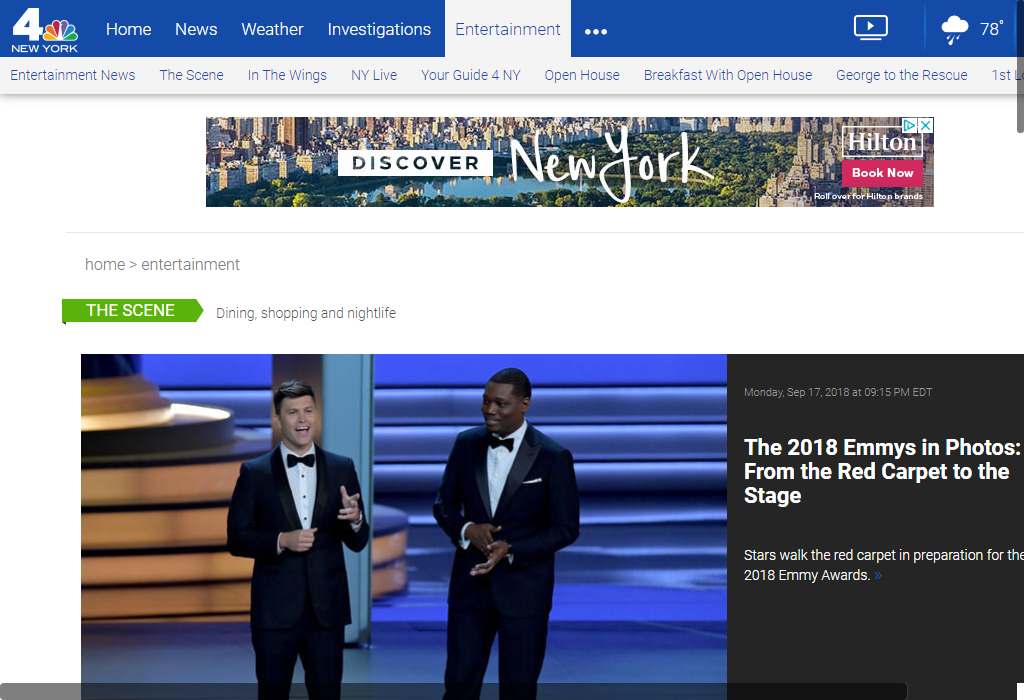 4
NEW YORK
Home News Weather Investigations Entertainment ••• 78°
Entertainment News The Scene In The Wings NY Live Your Guide 4 NY Open House Breakfast With Open House George to the Rescue 1st Lo
DISCOVER New York
Hilton
Book Now
Roll over for Hilton brands
home > entertainment
THE SCENE Dining, shopping and nightlife
Monday, Sep 17, 2018 at 09:15 PM EDT
The 2018 Emmys in Photos:
From the Red Carpet to the
Stage
Stars walk the red carpet in preparation for the
2018 Emmy Awards. »